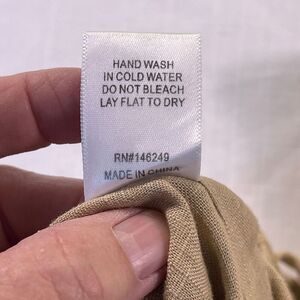 HAND WASH
IN COLD WATER
DO NOT BLEACH
LAY FLAT TO DRY
RN#146249
MADE IN CHINA